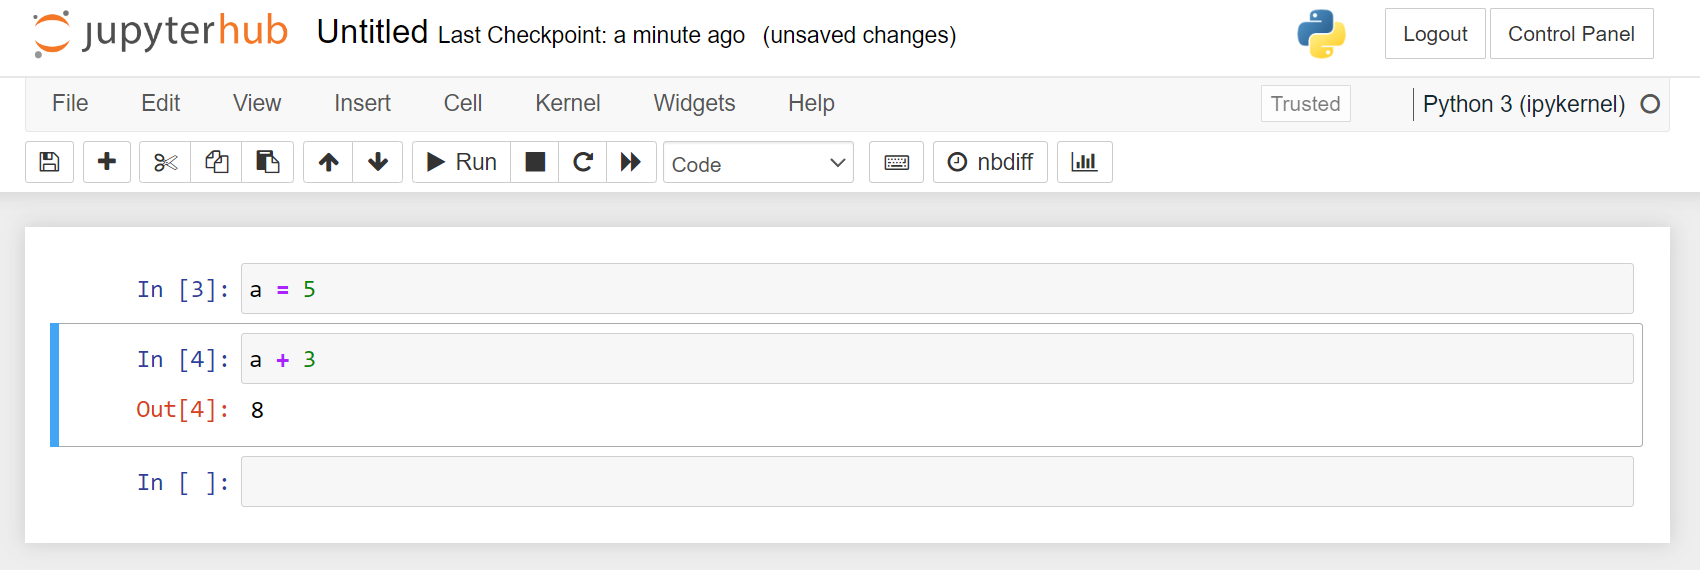 jupyterhub Untitled Last Checkpoint: a minute ago (unsaved changes) Logout Control Panel
File Edit View Insert Cell Kernel Widgets Help Trusted Python 3 (ipykernel)
Run Code nbdiff
In [3]: a = 5
In [4]: a + 3
Out[4]: 8
In [ ]: